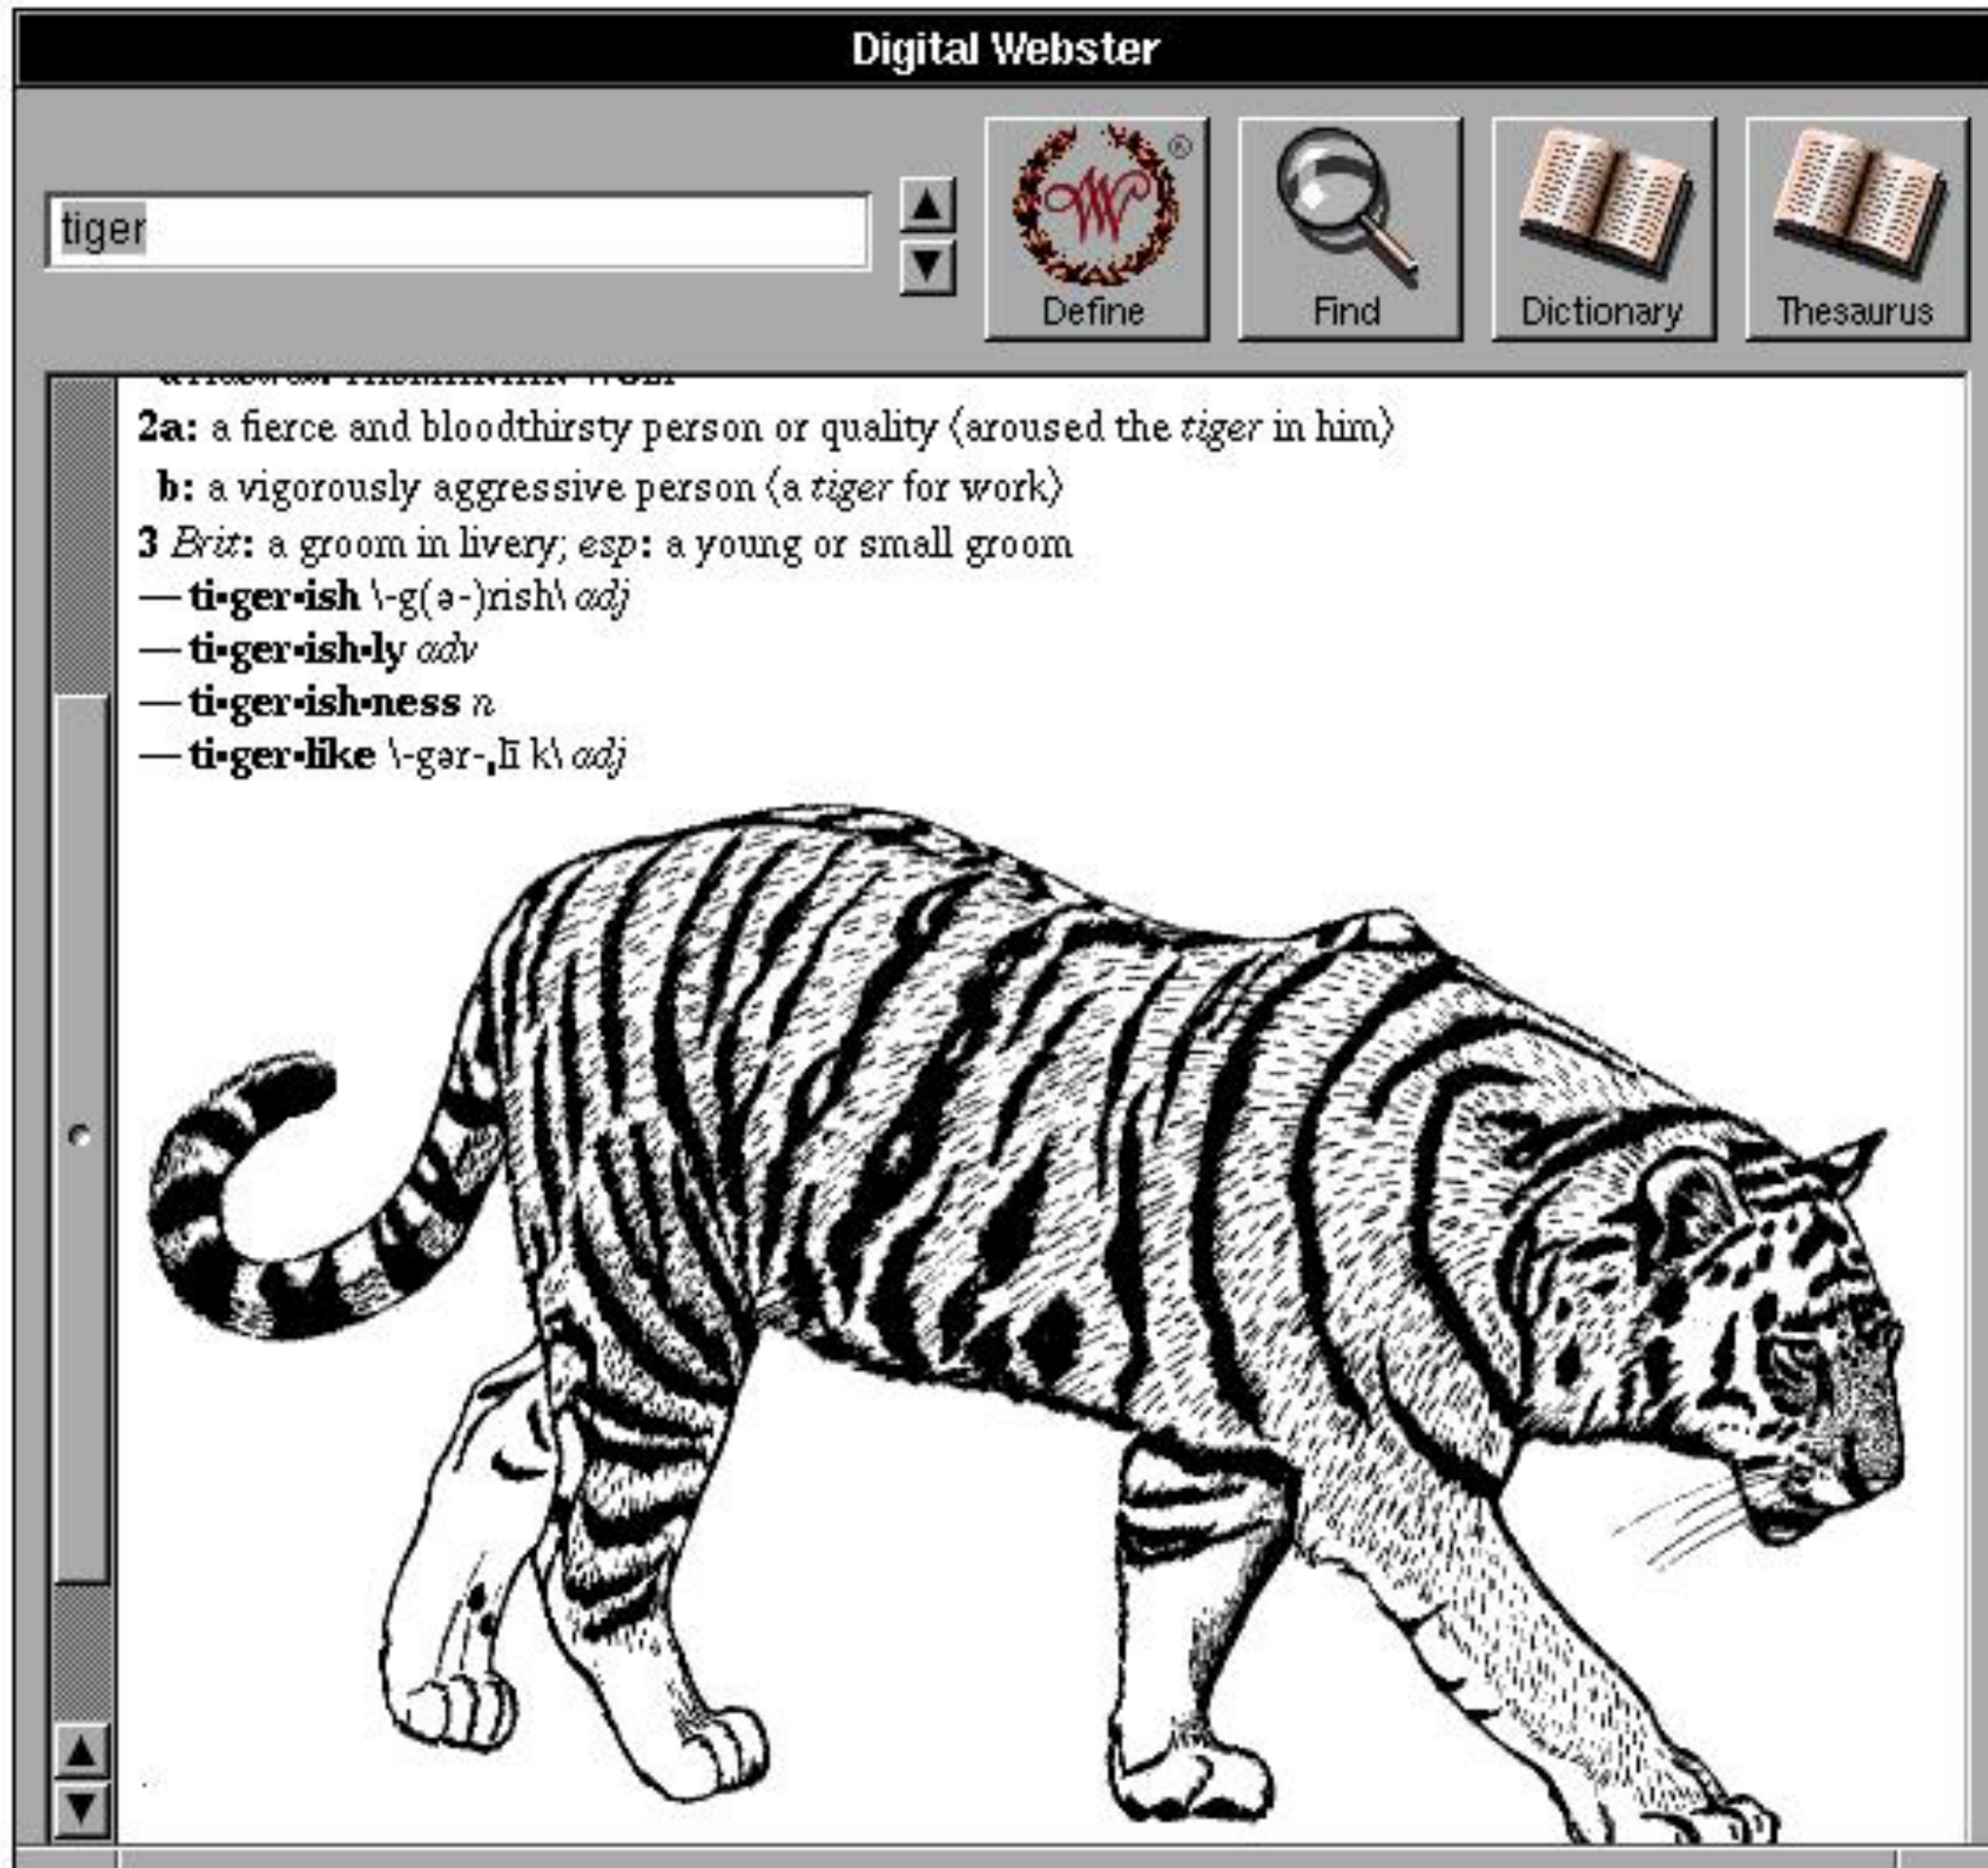 Digital Webster
tiger
Define
Find
Dictionary
Thesaurus
2a: a fierce and bloodthirsty person or quality ⟨aroused the tiger in him⟩
b: a vigorously aggressive person ⟨a tiger for work⟩
3 Brit: a groom in livery; esp: a young or small groom
— ti•ger•ish \-g(ə-)rish\ adj
— ti•ger•ish•ly adv
— ti•ger•ish•ness n
— ti•ger•like \-gər-ˌlī k\ adj